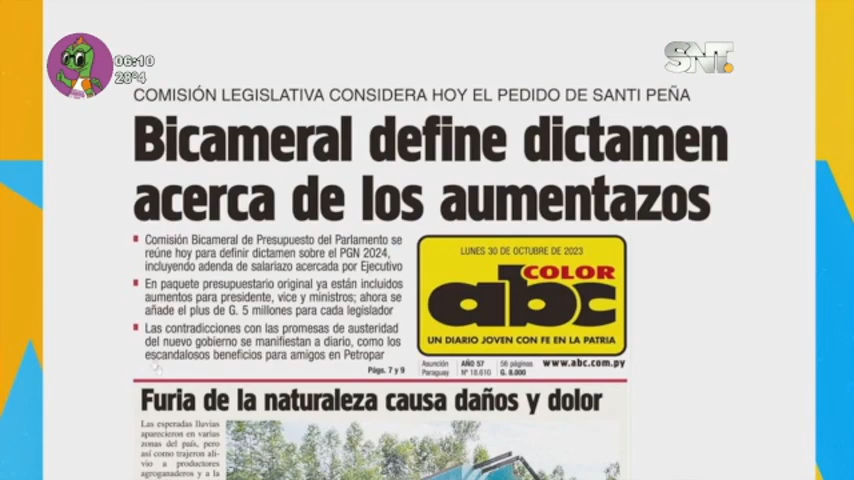 06:10
28°4
SNT
COMISIÓN LEGISLATIVA CONSIDERA HOY EL PEDIDO DE SANTI PEÑA
Bicameral define dictamen
acerca de los aumentazos
Comisión Bicameral de Presupuesto del Parlamento se
reúne hoy para definir dictamen sobre el PGN 2024,
incluyendo adenda de salariazo acercada por Ejecutivo
En paquete presupuestario original ya están incluidos
aumentos para presidente, vice y ministros; ahora se
añade el plus de G. 5 millones para cada legislador
Las contradicciones con las promesas de austeridad
del nuevo gobierno se manifiestan a diario, como los
escandalosos beneficios para amigos en Petropar
Págs. 7 y 9
LUNES 30 DE OCTUBRE DE 2023
abc COLOR
UN DIARIO JOVEN CON FE EN LA PATRIA
Asunción
Paraguay
AÑO 57
Nº 18.610
56 páginas
G. 8.000
www.abc.com.py
Furia de la naturaleza causa daños y dolor
Las esperadas lluvias
aparecieron en varias
zonas del país, pero
así como trajeron ali-
vio a productores
agroganaderos y a la